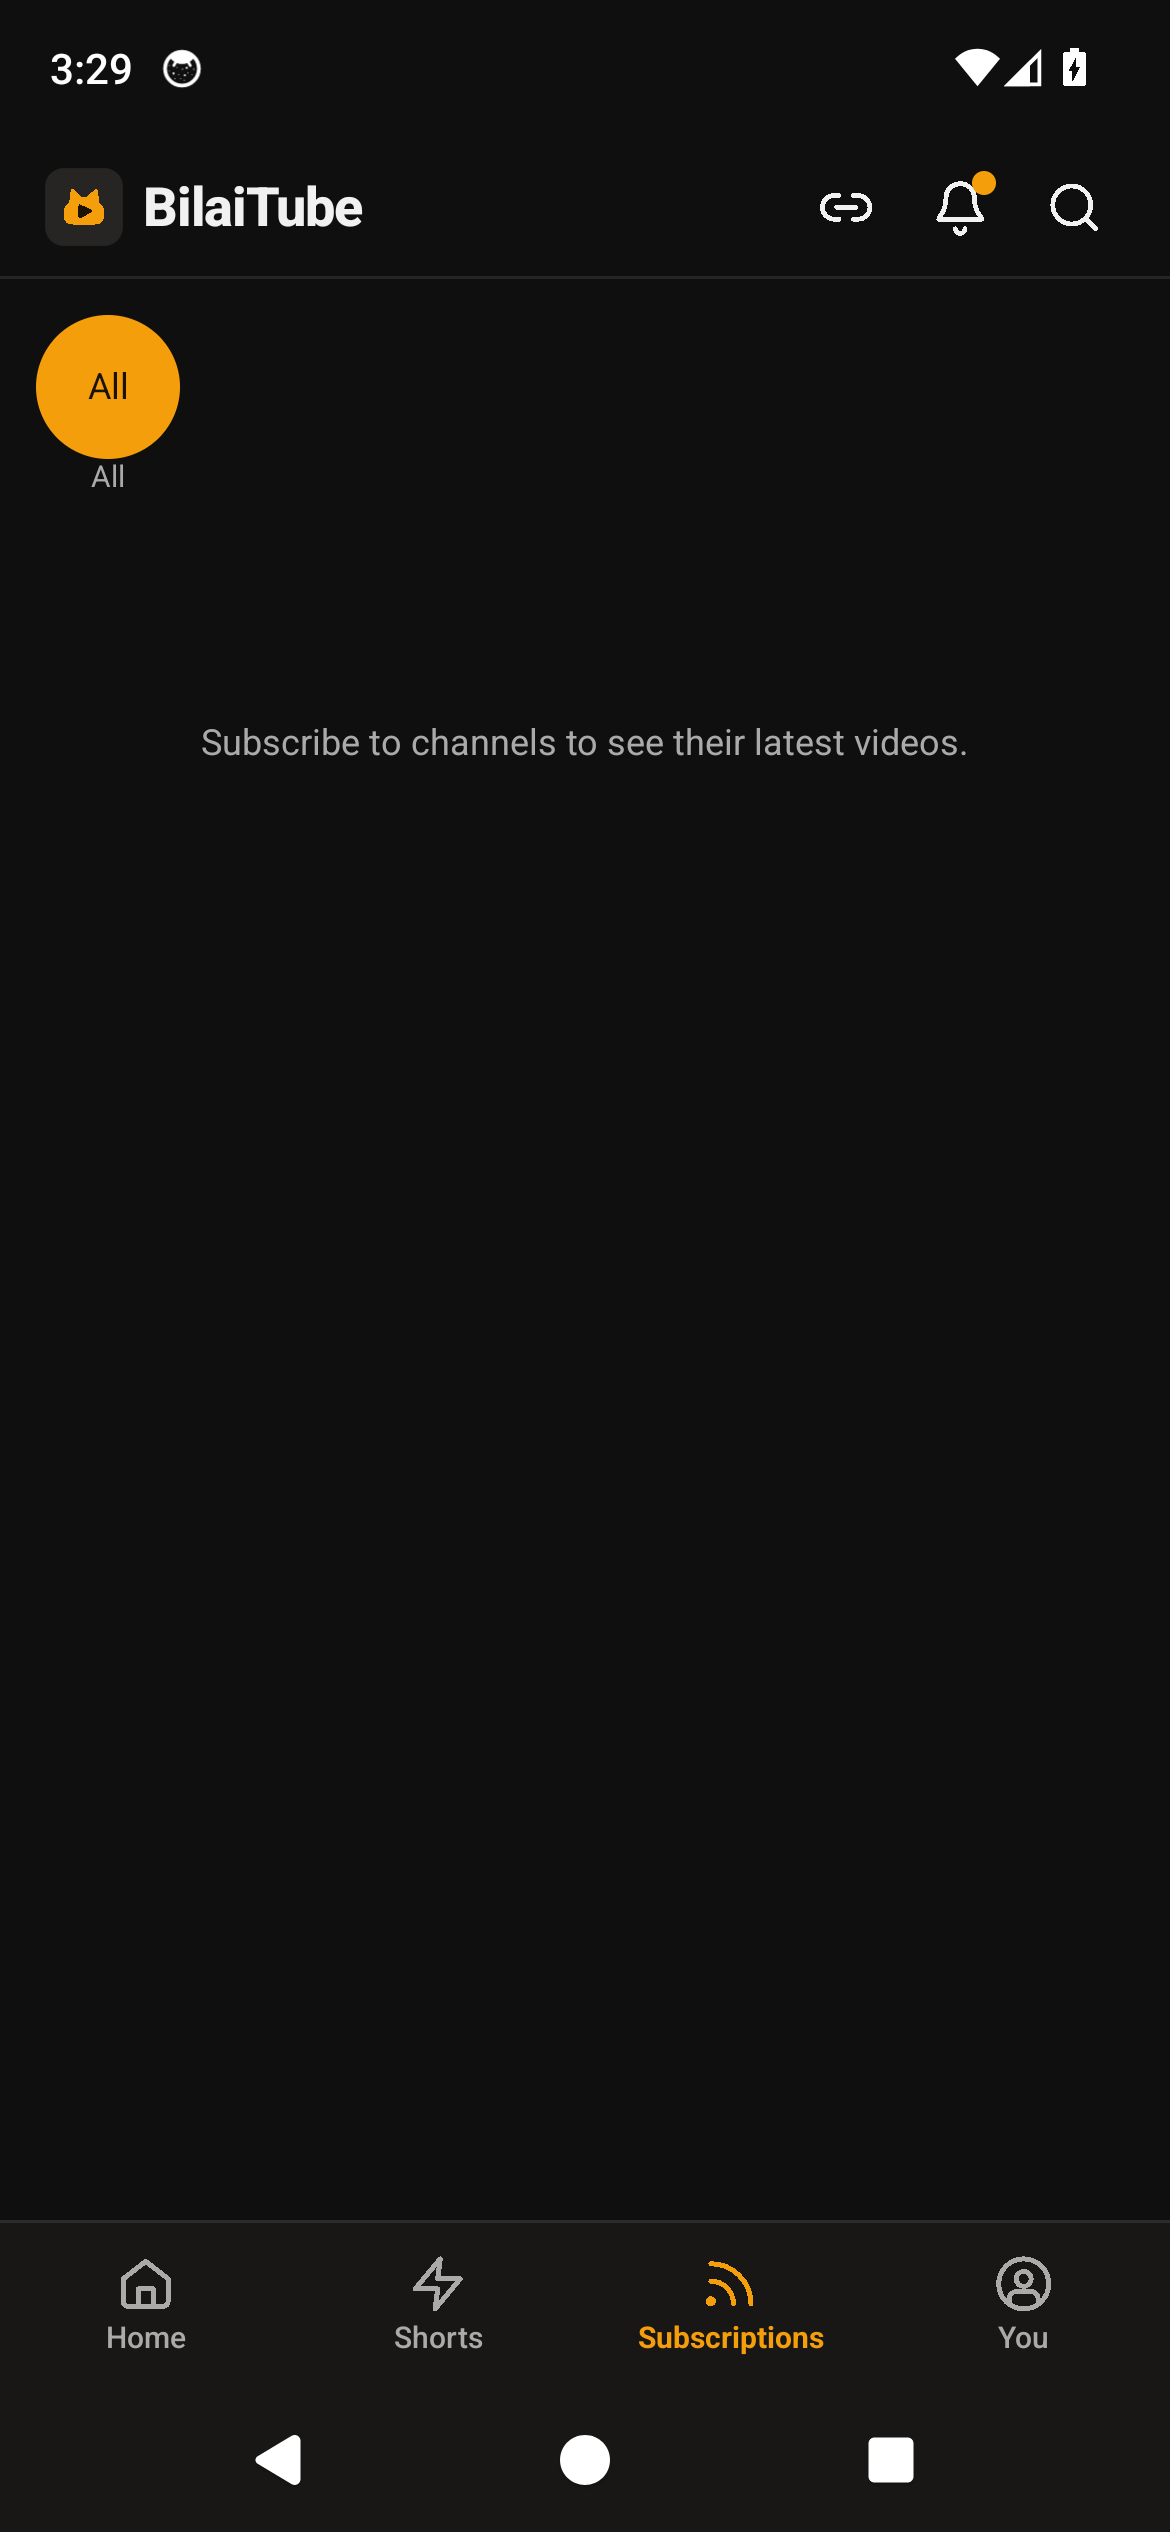 3:29
BilaiTube
All
All
Subscribe to channels to see their latest videos.
Home
Shorts
Subscriptions
You